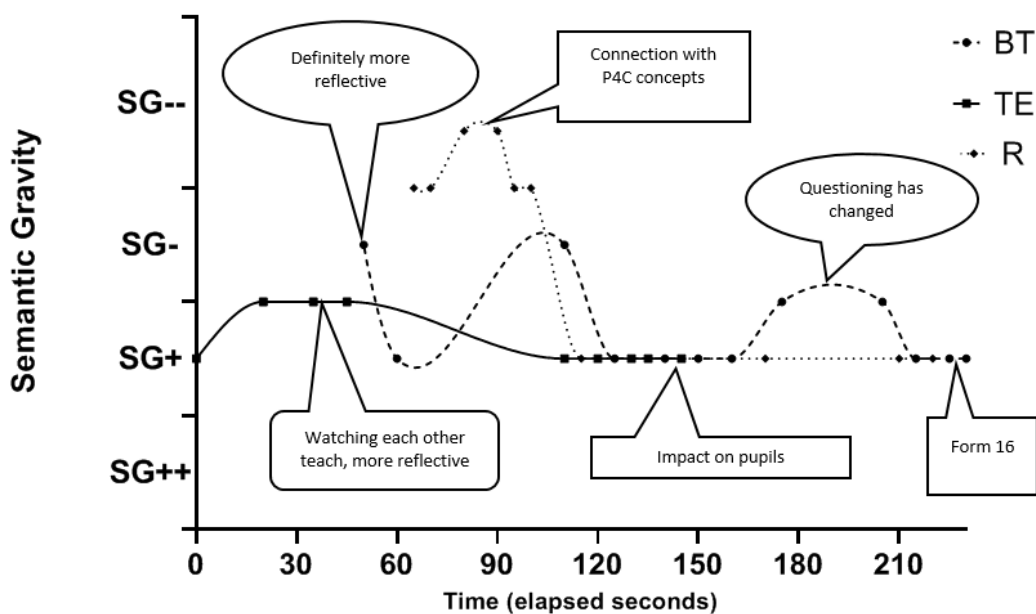 Definitely more
reflective
Connection with
P4C concepts
BT
TE
R
SG--
Questioning has
changed
SG-
SG+
SG++
Semantic Gravity
Watching each other
teach, more reflective
Impact on pupils
Form 16
0 30 60 90 120 150 180 210
Time (elapsed seconds)